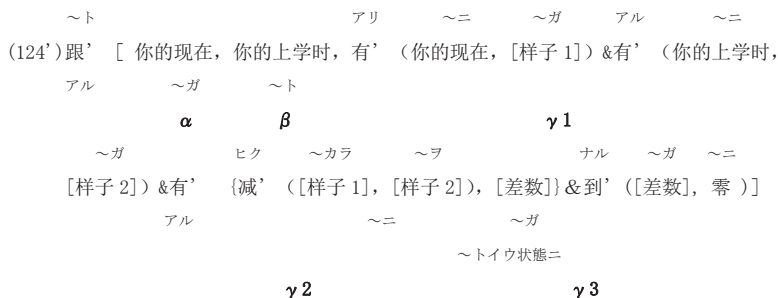 ～ト アリ ～ニ ～ガ アル ～ニ
(124’)跟’ [ 你的现在，你的上学时，有’（你的现在，[样子 1]）&有’（你的上学时，
アル ～ガ ～ト
α β γ1
～ガ ヒク ～カラ ～ヲ ナル ～ガ ～ニ
[样子 2]）&有’ {减’（[样子 1]，[样子 2]），[差数]}&到’([差数]，零 )]
アル ～ニ ～ガ
～トイウ状態ニ
γ2 γ3